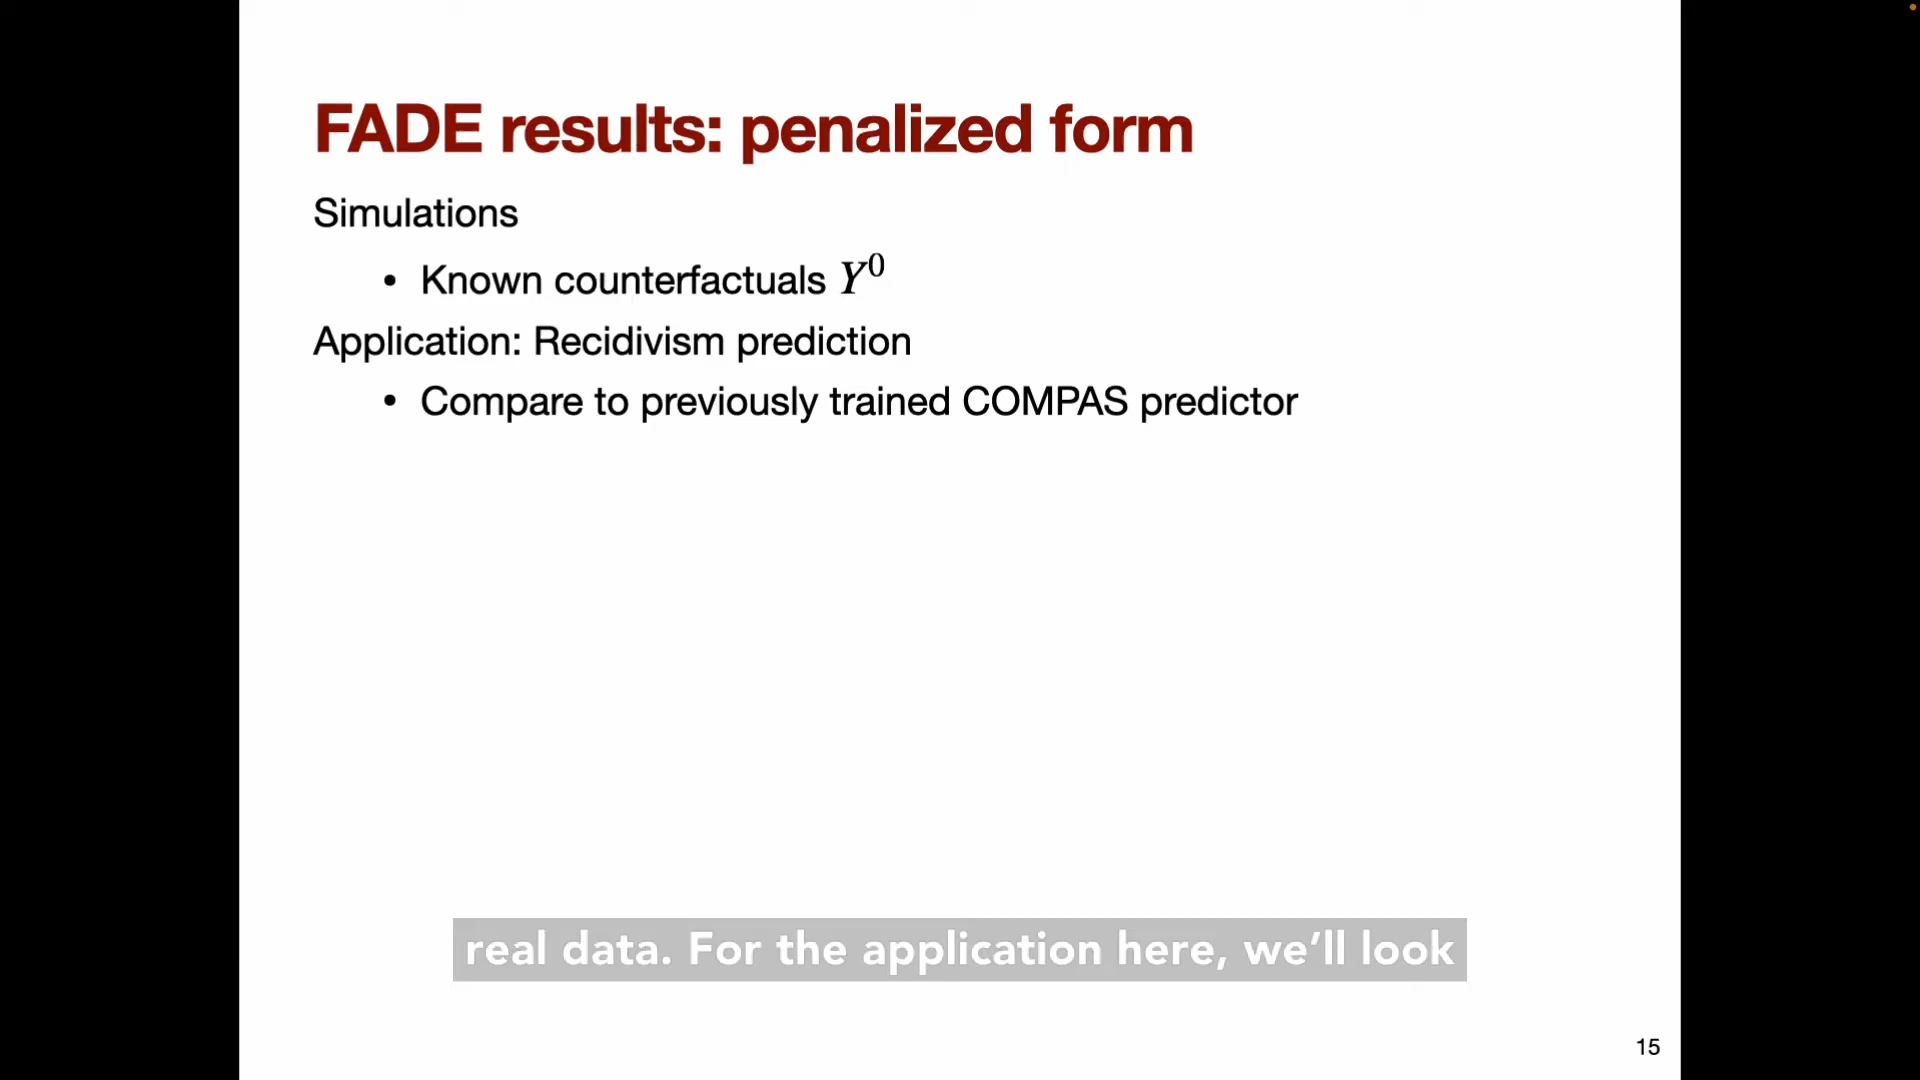 FADE results: penalized form
Simulations
• Known counterfactuals Y⁰
Application: Recidivism prediction
• Compare to previously trained COMPAS predictor
real data. For the application here, we’ll look
15